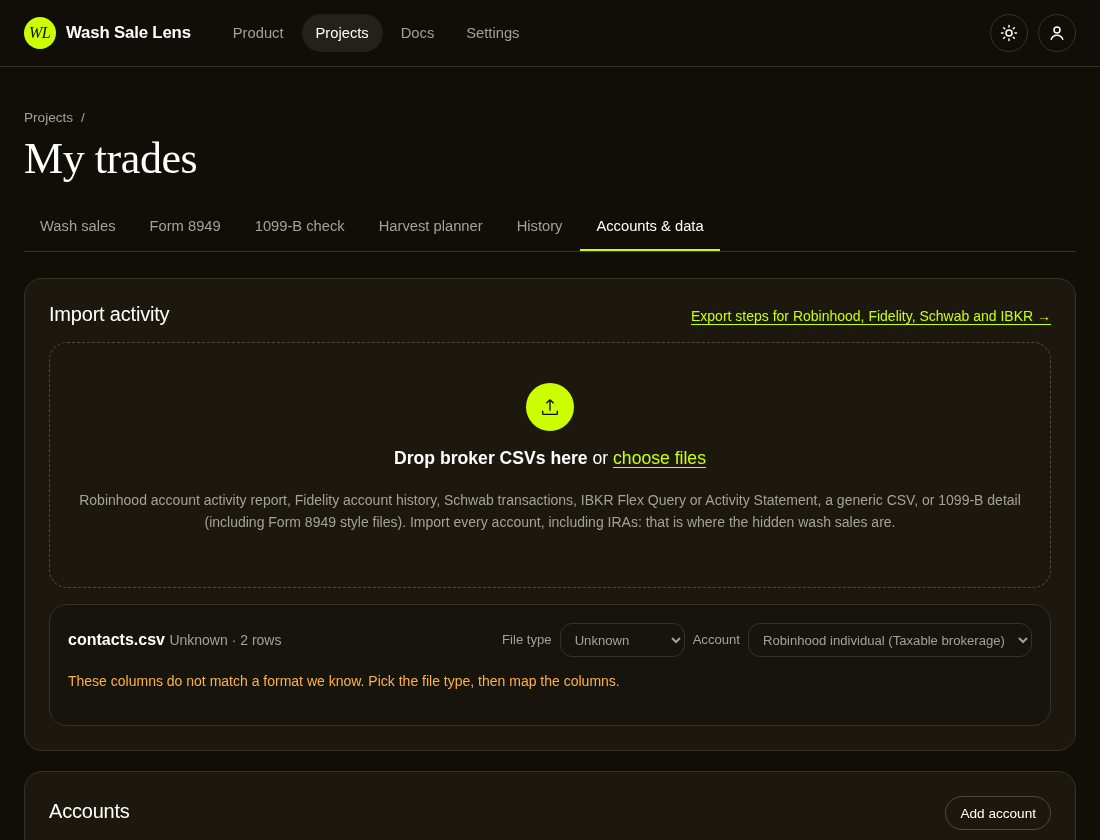 WL Wash Sale Lens Product Projects Docs Settings
Projects /
My trades
Wash sales Form 8949 1099-B check Harvest planner History Accounts & data
Import activity Export steps for Robinhood, Fidelity, Schwab and IBKR →
Drop broker CSVs here or choose files
Robinhood account activity report, Fidelity account history, Schwab transactions, IBKR Flex Query or Activity Statement, a generic CSV, or 1099-B detail
(including Form 8949 style files). Import every account, including IRAs: that is where the hidden wash sales are.
contacts.csv Unknown · 2 rows File type Unknown Account Robinhood individual (Taxable brokerage)
These columns do not match a format we know. Pick the file type, then map the columns.
Accounts Add account